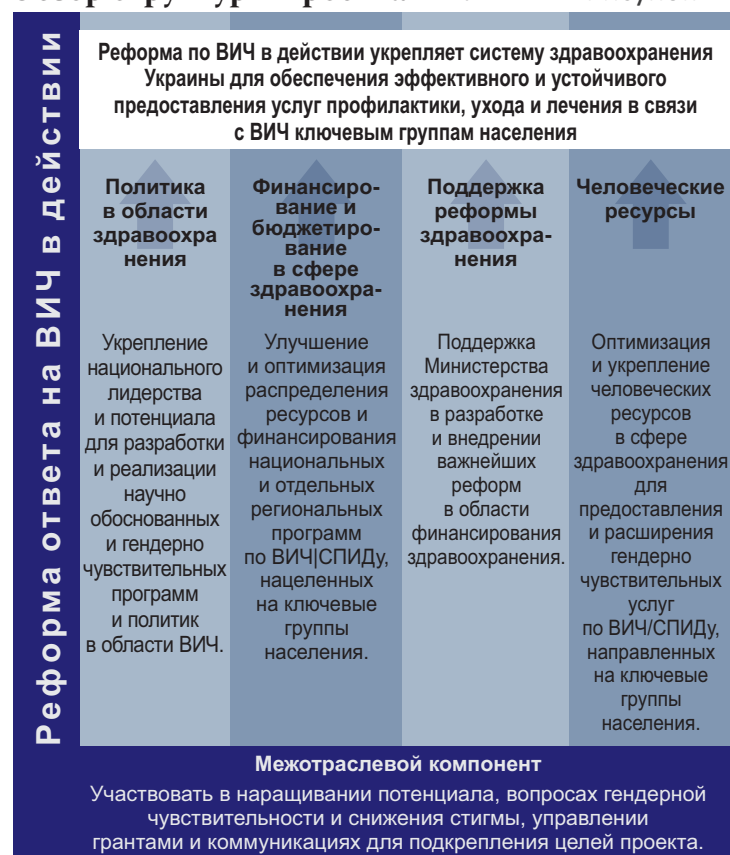 Реформа ответа на ВИЧ в действии
Реформа по ВИЧ в действии укрепляет систему здравоохранения
Украины для обеспечения эффективного и устойчивого
предоставления услуг профилактики, ухода и лечения в связи
с ВИЧ ключевым группам населения
Политика
в области
здравоохра
нения
Укрепление
национального
лидерства
и потенциала
для разработки
и реализации
научно
обоснованных
и гендерно
чувствительных
программ
и политик
в области ВИЧ.
Финансиро-
вание и
бюджетиро-
вание
в сфере
здравоохра-
нения
Улучшение
и оптимизация
распределения
ресурсов и
финансирования
национальных
и отдельных
региональных
программ
по ВИЧ|СПИДу,
нацеленных
на ключевые
группы
населения.
Поддержка
реформы
здравоохра-
нения
Поддержка
Министерства
здравоохранения
в разработке
и внедрении
важнейших
реформ
в области
финансирования
здравоохранения.
Человеческие
ресурсы
Оптимизация
и укрепление
человеческих
ресурсов
в сфере
здравоохранения
для
предоставления
и расширения
гендерно
чувствительных
услуг
по ВИЧ/СПИДу,
направленных
на ключевые
группы
населения.
Межотраслевой компонент
Участвовать в наращивании потенциала, вопросах гендерной
чувствительности и снижения стигмы, управлении
грантами и коммуникациях для подкрепления целей проекта.